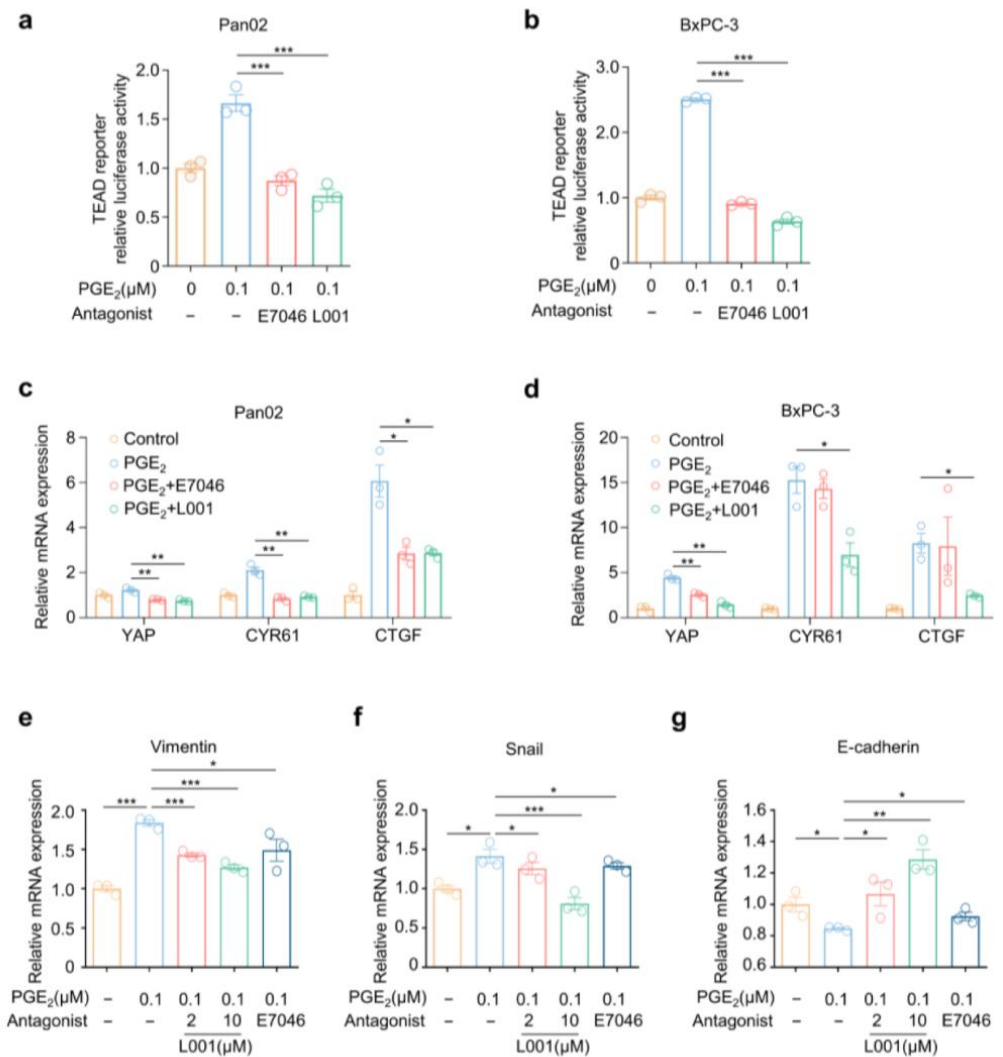 a
Pan02
***
***
TEAD reporter
relative luciferase activity
2.0
1.5
1.0
0.5
0
PGE₂(μM) 0 0.1 0.1 0.1
Antagonist – – E7046 L001
b
BxPC-3
***
***
TEAD reporter
relative luciferase activity
3.0
2.0
1.0
0
PGE₂(μM) 0 0.1 0.1 0.1
Antagonist – – E7046 L001
c
Pan02
Relative mRNA expression
8
6
4
2
0
Control
PGE₂
PGE₂+E7046
PGE₂+L001
**
**
**
**
*
*
YAP CYR61 CTGF
d
BxPC-3
Relative mRNA expression
20
15
10
5
0
Control
PGE₂
PGE₂+E7046
PGE₂+L001
**
**
*
*
YAP CYR61 CTGF
e
Vimentin
*
***
*** ***
Relative mRNA expression
2.0
1.5
1.0
0.5
0
PGE₂(μM) – 0.1 0.1 0.1 0.1
Antagonist – – 2 10 E7046
L001(μM)
f
Snail
*
***
* *
Relative mRNA expression
2.0
1.5
1.0
0.5
0
PGE₂(μM) – 0.1 0.1 0.1 0.1
Antagonist – – 2 10 E7046
L001(μM)
g
E-cadherin
*
**
* *
Relative mRNA expression
1.6
1.4
1.2
1.0
0.8
0.6
PGE₂(μM) – 0.1 0.1 0.1 0.1
Antagonist – – 2 10 E7046
L001(μM)